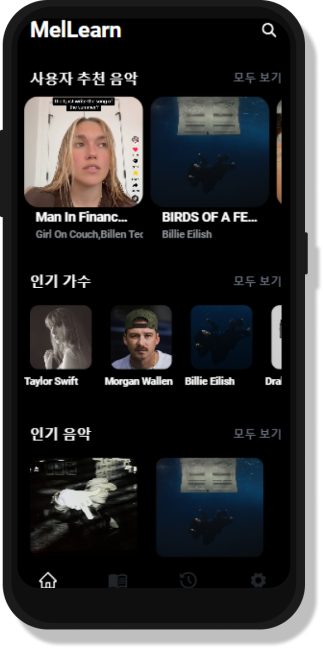 MelLearn
사용자 추천 음악 모두 보기
Man In Financ... BIRDS OF A FE...
Girl On Couch,Billen Tec Billie Eilish
인기 가수 모두 보기
Taylor Swift Morgan Wallen Billie Eilish Dral
인기 음악 모두 보기